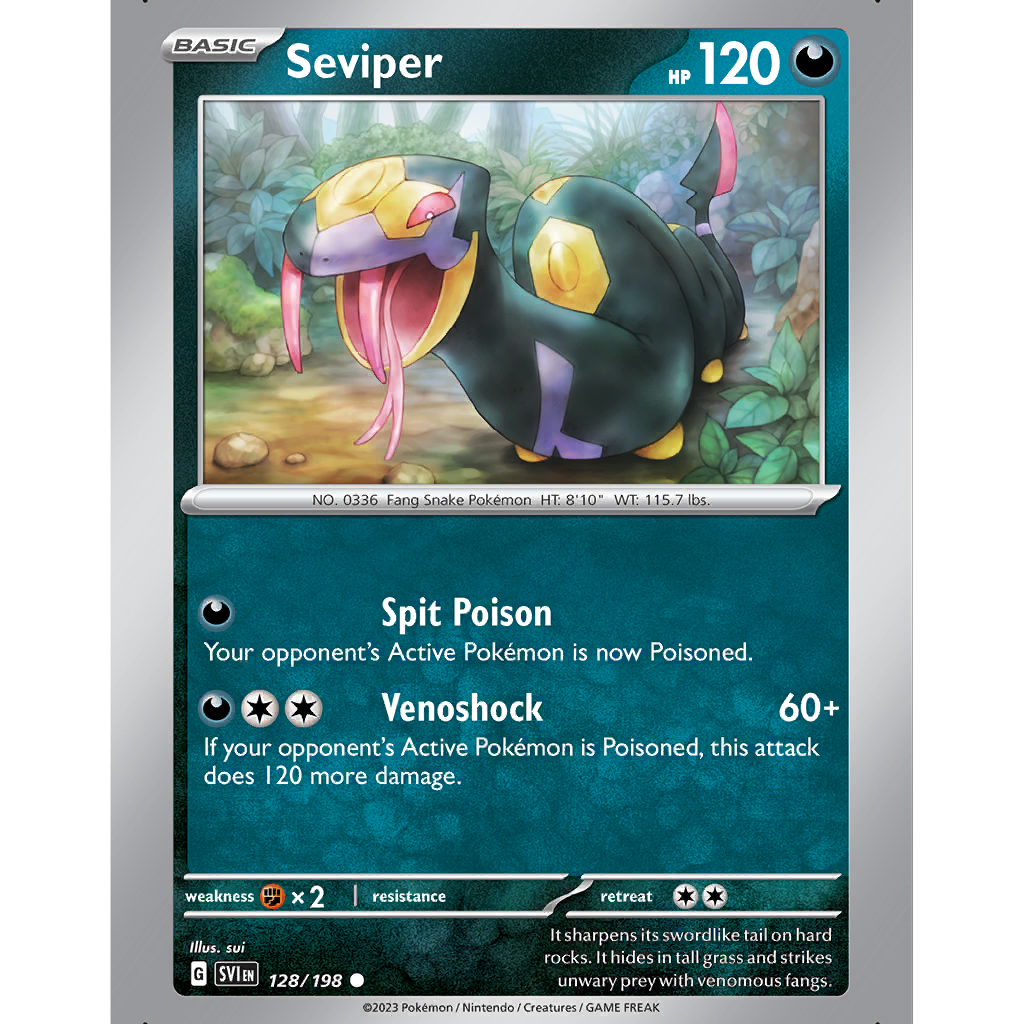 BASIC
Seviper
HP 120
NO. 0336 Fang Snake Pokémon HT: 8'10" WT: 115.7 lbs.
Spit Poison
Your opponent's Active Pokémon is now Poisoned.
Venoshock 60+
If your opponent's Active Pokémon is Poisoned, this attack
does 120 more damage.
weakness ×2 resistance retreat
It sharpens its swordlike tail on hard
rocks. It hides in tall grass and strikes
unwary prey with venomous fangs.
Illus. sui
G SVI EN 128/198
©2023 Pokémon / Nintendo / Creatures / GAME FREAK